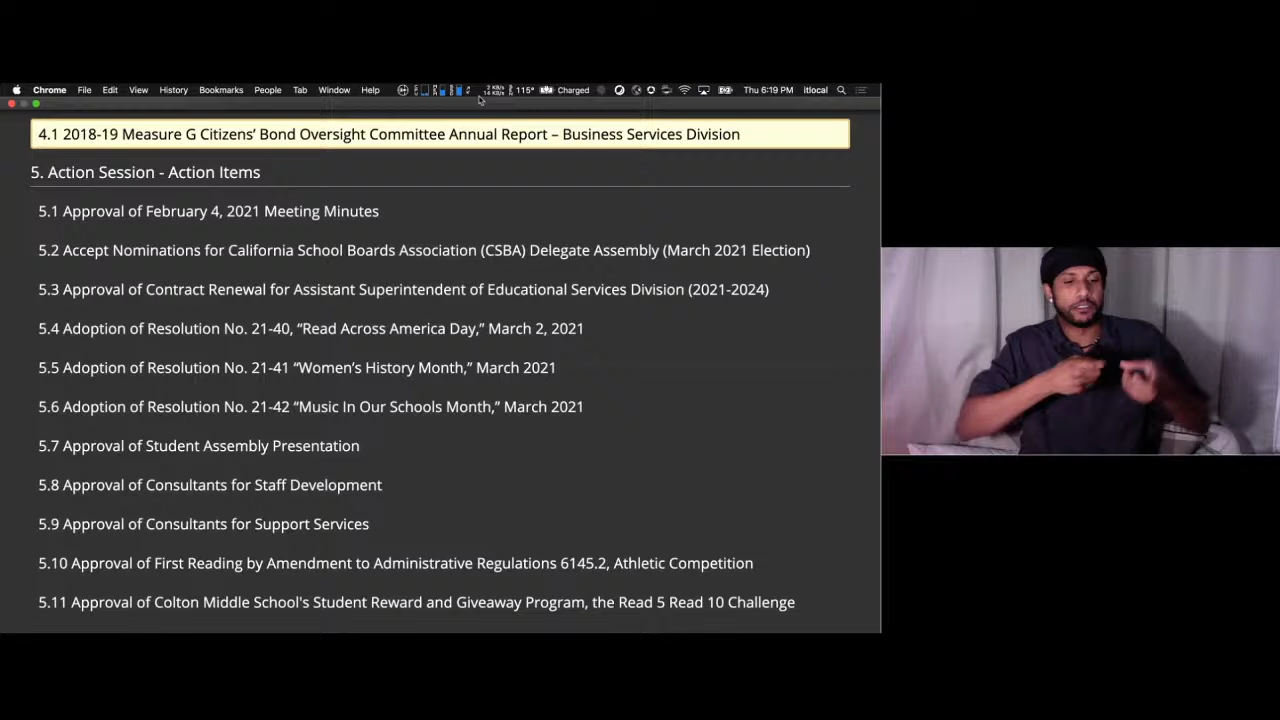 Chrome File Edit View History Bookmarks People Tab Window Help 115° Charged Thu 6:19 PM itlocal
4.1 2018-19 Measure G Citizens’ Bond Oversight Committee Annual Report – Business Services Division
5. Action Session - Action Items
5.1 Approval of February 4, 2021 Meeting Minutes
5.2 Accept Nominations for California School Boards Association (CSBA) Delegate Assembly (March 2021 Election)
5.3 Approval of Contract Renewal for Assistant Superintendent of Educational Services Division (2021-2024)
5.4 Adoption of Resolution No. 21-40, “Read Across America Day,” March 2, 2021
5.5 Adoption of Resolution No. 21-41 “Women’s History Month,” March 2021
5.6 Adoption of Resolution No. 21-42 “Music In Our Schools Month,” March 2021
5.7 Approval of Student Assembly Presentation
5.8 Approval of Consultants for Staff Development
5.9 Approval of Consultants for Support Services
5.10 Approval of First Reading by Amendment to Administrative Regulations 6145.2, Athletic Competition
5.11 Approval of Colton Middle School's Student Reward and Giveaway Program, the Read 5 Read 10 Challenge